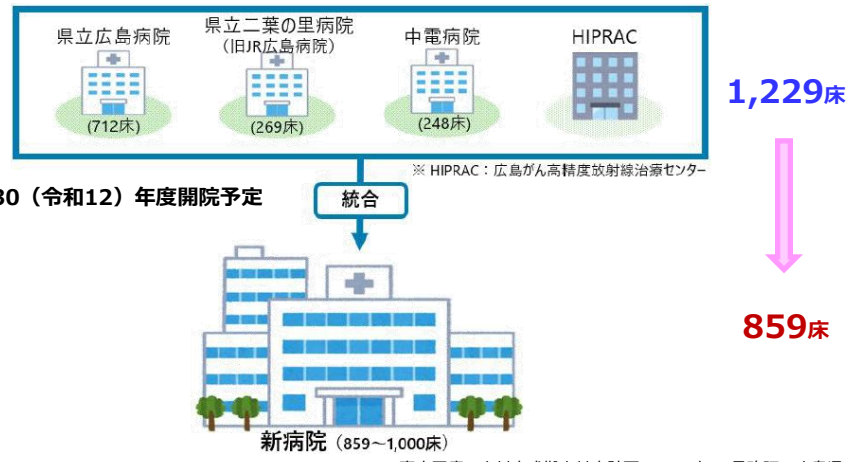 県立広島病院
県立二葉の里病院
（旧JR広島病院）
中電病院
HIPRAC
(712床)
(269床)
(248床)
1,229床
※ HIPRAC：広島がん高精度放射線治療センター
30（令和12）年度開院予定
統合
859床
新病院（859～1,000床）